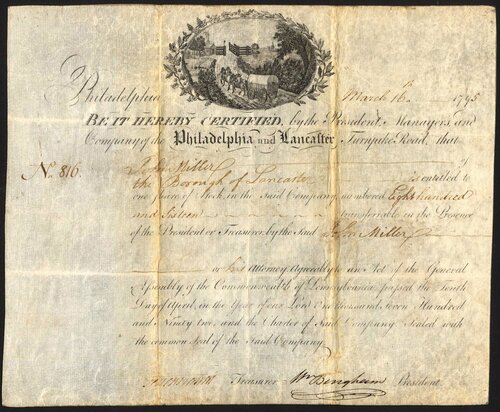 Philadelphia March 16th 1795
BE IT HEREBY CERTIFIED, by the President, Managers, and
Company of the Philadelphia and Lancaster Turnpike Road, that
No. 816. John Miller of
the Borough of Lancaster is entitled to
one Share of Stock, in the Said Company, numbered Eight hundred
and Sixteen transferrable in the Presence
of the President or Treasurer, by the Said John Miller
or his Attorney Agreeably to an Act of the General
Assembly of the Commonwealth of Pennsylvania, passed the Ninth
Day of April, in the Year of our Lord One thousand Seven Hundred
and Ninety two, and the Charter of Said Company Sealed with
the common Seal of the Said Company.
Treasurer Wm Bingham President